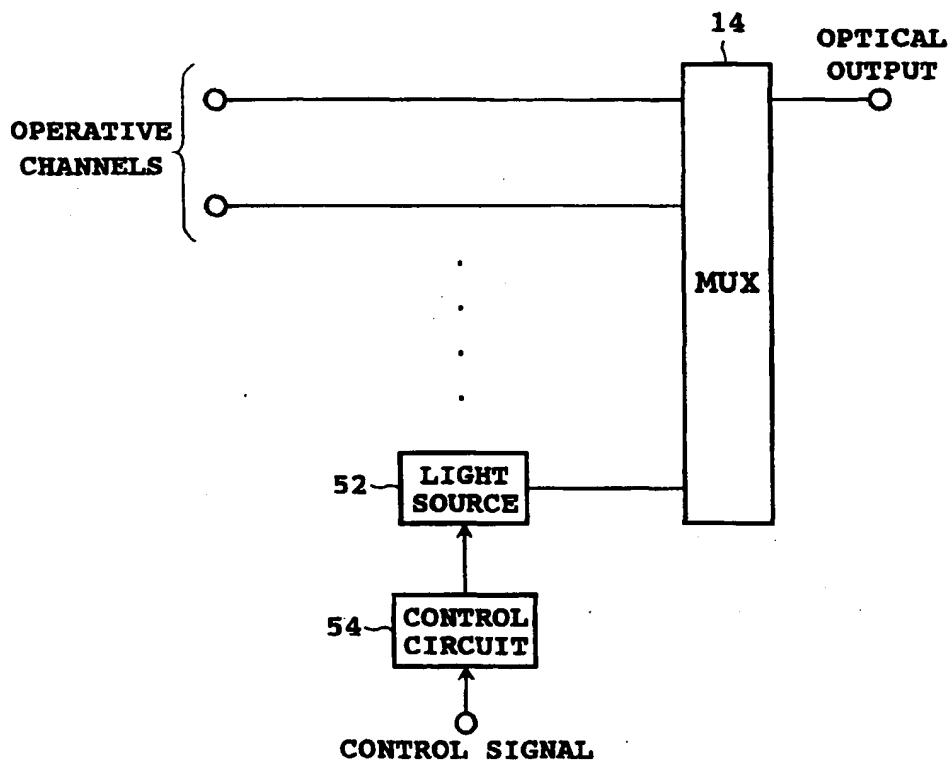 14
OPTICAL
OUTPUT
OPERATIVE
CHANNELS
MUX
52
LIGHT
SOURCE
54
CONTROL
CIRCUIT
CONTROL SIGNAL